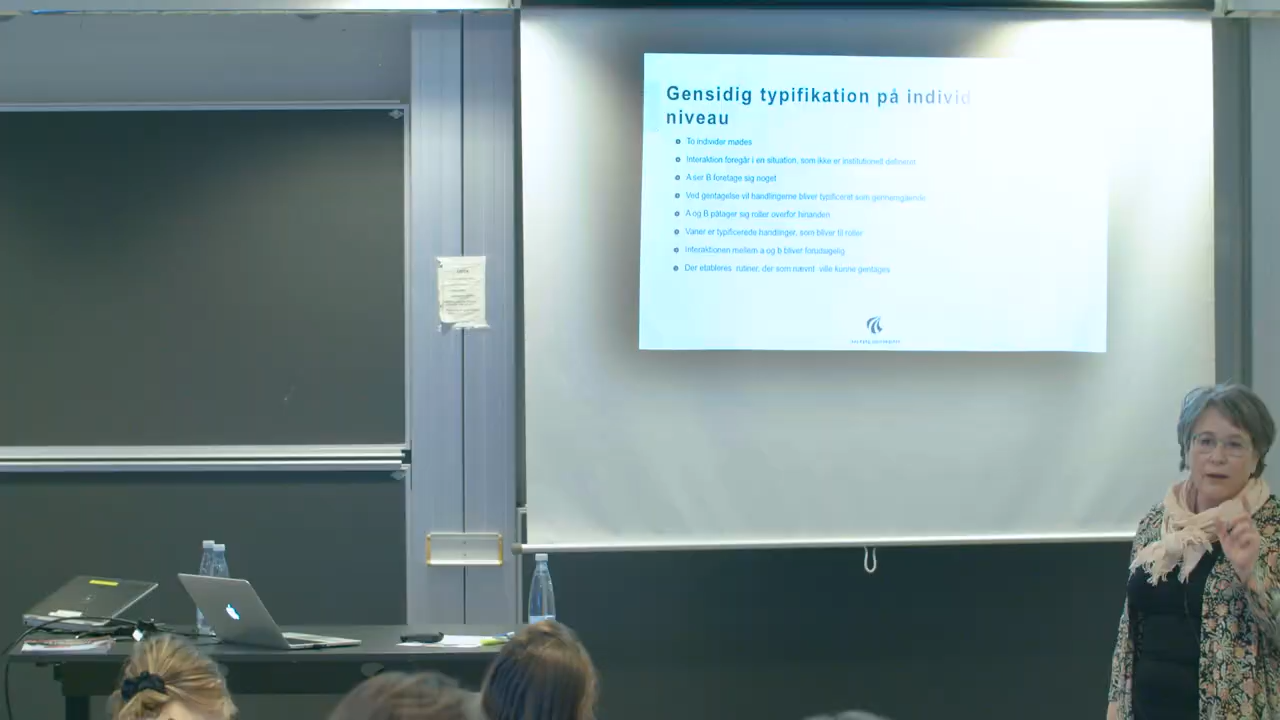 Gensidig typifikation på individ
niveau
To individer mødes
Interaktion foregår i en situation, som ikke er institutionelt defineret
A ser B foretage sig noget
Ved gentagelse vil handlingerne bliver typificeret som gennemgående
A og B påtager sig roller overfor hinanden
Vaner er typificerede handlinger, som bliver til roller
Interaktionen mellem a og b bliver forudsigelig
Der etableres rutiner, der som nævnt ville kunne gentages